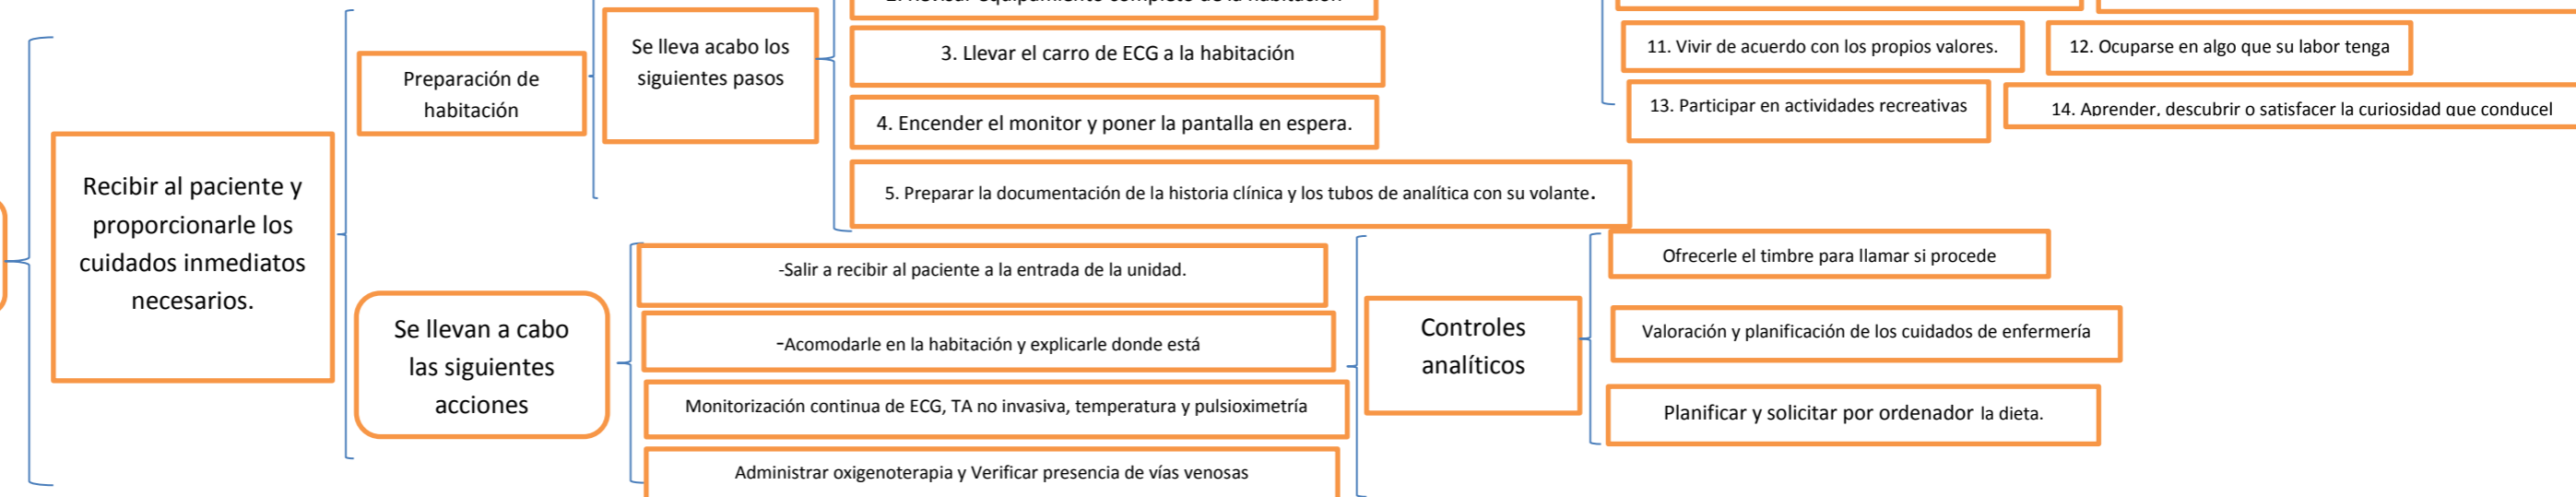 Recibir al paciente y
proporcionarle los
cuidados inmediatos
necesarios.
Preparación de
habitación
Se lleva acabo los
siguientes pasos
2. Revisar equipamiento completo de la habitación
3. Llevar el carro de ECG a la habitación
4. Encender el monitor y poner la pantalla en espera.
5. Preparar la documentación de la historia clínica y los tubos de analítica con su volante.
11. Vivir de acuerdo con los propios valores.
12. Ocuparse en algo que su labor tenga
13. Participar en actividades recreativas
14. Aprender, descubrir o satisfacer la curiosidad que conducel
Se llevan a cabo
las siguientes
acciones
-Salir a recibir al paciente a la entrada de la unidad.
-Acomodarle en la habitación y explicarle donde está
Monitorización continua de ECG, TA no invasiva, temperatura y pulsioximetría
Administrar oxigenoterapia y Verificar presencia de vías venosas
Controles
analíticos
Ofrecerle el timbre para llamar si procede
Valoración y planificación de los cuidados de enfermería
Planificar y solicitar por ordenador la dieta.